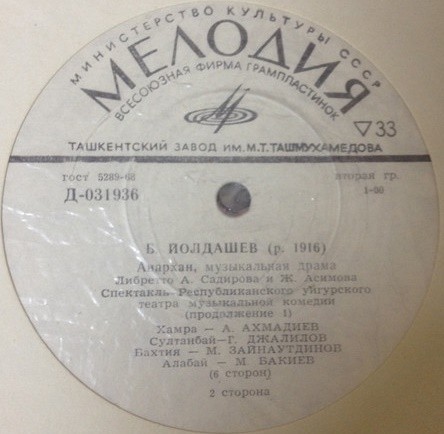 МИНИСТЕРСТВО КУЛЬТУРЫ СССР
МЕЛОДИЯ
ВСЕСОЮЗНАЯ ФИРМА ГРАМПЛАСТИНОК
▽33
ТАШКЕНТСКИЙ ЗАВОД ИМ. М.Т. ТАШМУХАМЕДОВА
ГОСТ 5289-68 вторая гр.
Д-031936 1-90
Б. ЙОЛДАШЕВ (р. 1916)
Анархан, музыкальная драма
Либретто А. Садирова и Ж. Асимова
Спектакль Республиканского уйгурского
театра музыкальной комедии
(продолжение 1)
Хамра — А. АХМАДИЕВ
Султанбай—Г. ДЖАЛИЛОВ
Бахтия — М. ЗАЙНАУТДИНОВ
Алабай — М. БАКИЕВ
(6 сторон)
2 сторона